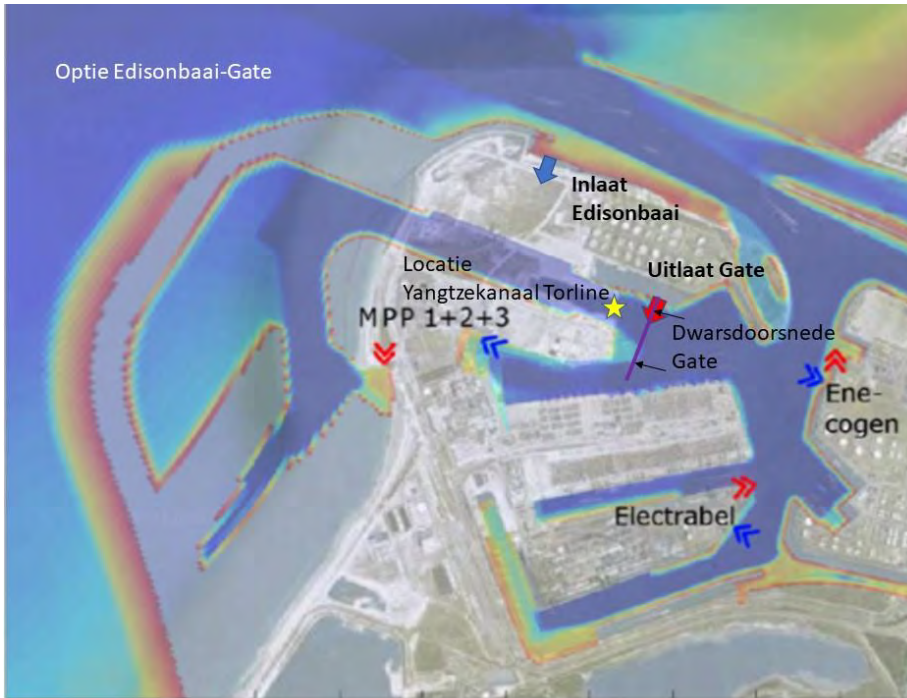 Optie Edisonbaai-Gate
Inlaat
Edisonbaai
Uitlaat Gate
Locatie
Yangtzekanaal Torline
MPP 1+2+3
Dwarsdoorsnede
Gate
Ene-
cogen
Electrabel